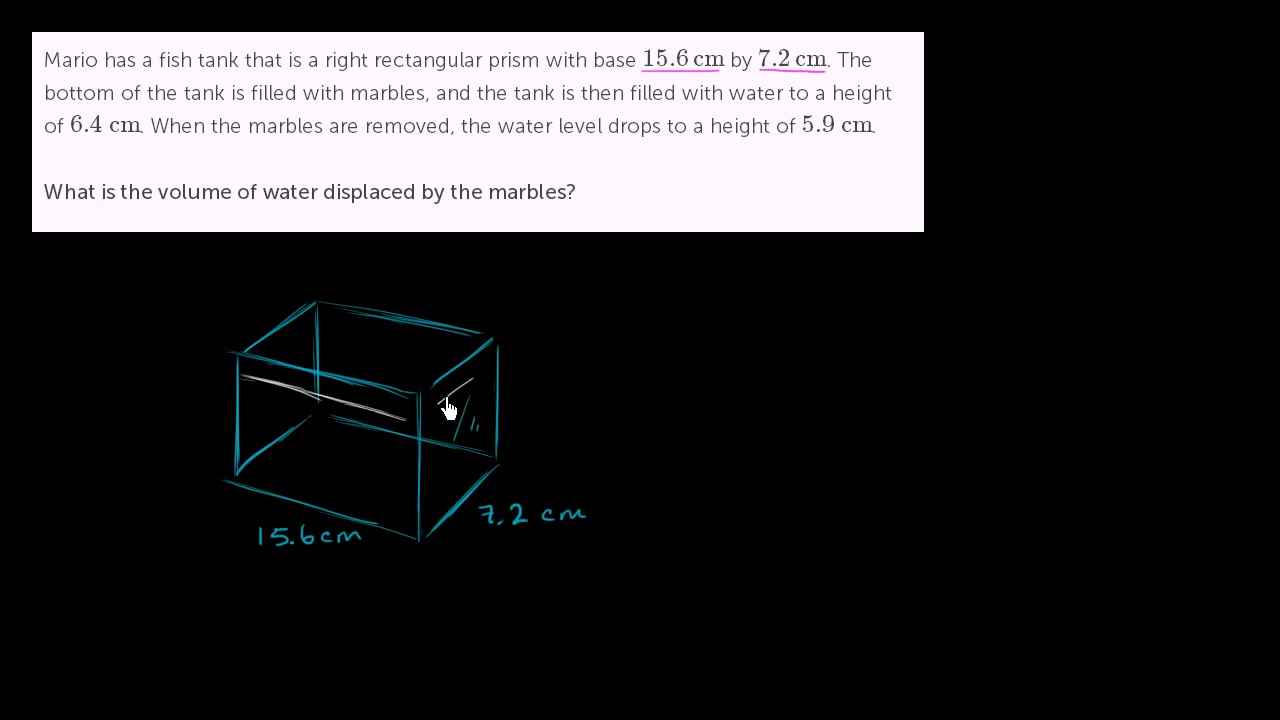 Mario has a fish tank that is a right rectangular prism with base 15.6 cm by 7.2 cm. The
bottom of the tank is filled with marbles, and the tank is then filled with water to a height
of 6.4 cm. When the marbles are removed, the water level drops to a height of 5.9 cm.
What is the volume of water displaced by the marbles?
7.2 cm
15.6cm